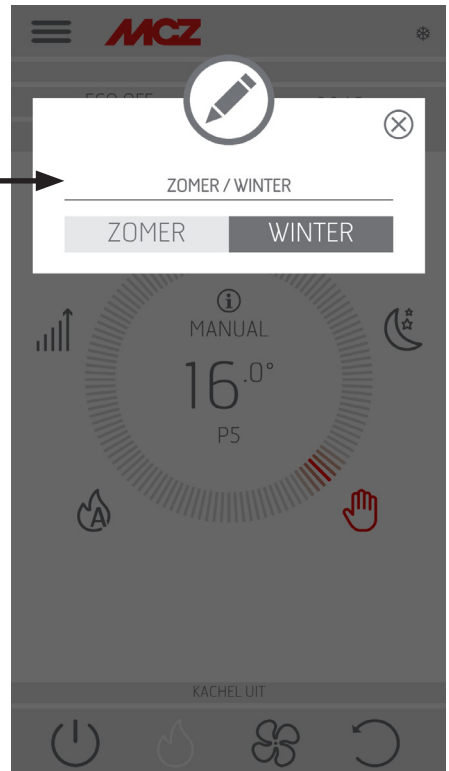 MCZ
ZOMER / WINTER
ZOMER WINTER
MANUAL
16.0°
P5
A
KACHEL UIT